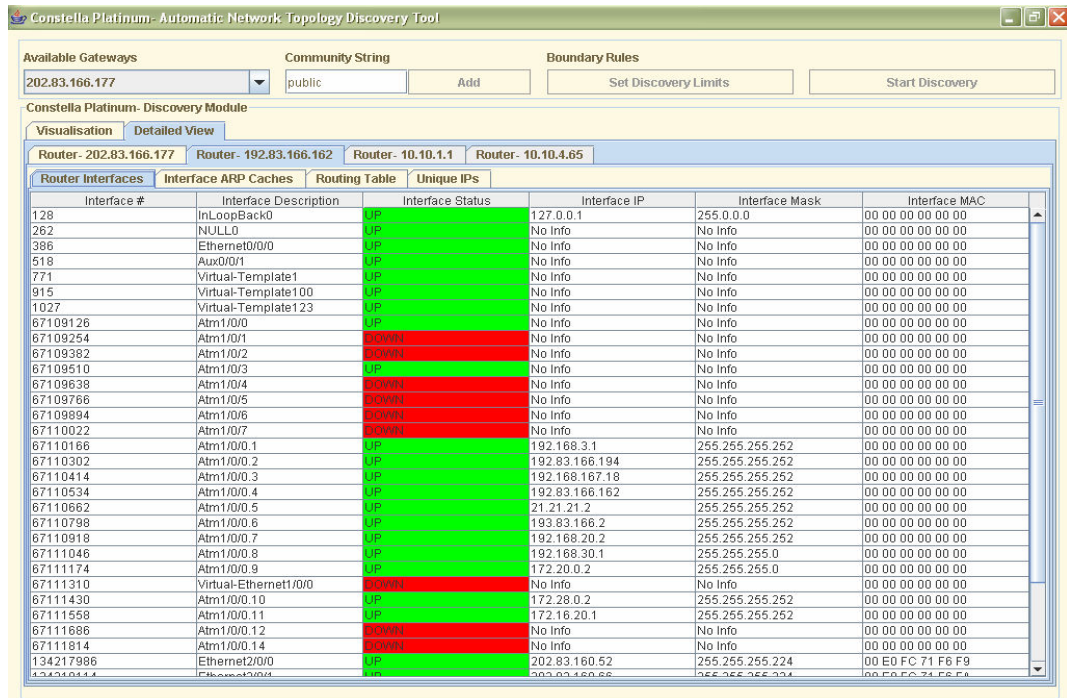 Constella Platinum- Automatic Network Topology Discovery Tool
Available Gateways Community String Boundary Rules
202.83.166.177 public Add Set Discovery Limits Start Discovery
Constella Platinum- Discovery Module
Visualisation Detailed View
Router- 202.83.166.177 Router- 192.83.166.162 Router- 10.10.1.1 Router- 10.10.4.65
Router Interfaces Interface ARP Caches Routing Table Unique IPs
Interface # Interface Description Interface Status Interface IP Interface Mask Interface MAC
128 InLoopBack0 UP 127.0.0.1 255.0.0.0 00 00 00 00 00 00
262 NULL0 UP No Info No Info 00 00 00 00 00 00
386 Ethernet0/0/0 UP No Info No Info 00 00 00 00 00 00
518 Aux0/0/1 UP No Info No Info 00 00 00 00 00 00
771 Virtual-Template1 UP No Info No Info 00 00 00 00 00 00
915 Virtual-Template100 UP No Info No Info 00 00 00 00 00 00
1027 Virtual-Template123 UP No Info No Info 00 00 00 00 00 00
67109126 Atm1/0/0 UP No Info No Info 00 00 00 00 00 00
67109254 Atm1/0/1 DOWN No Info No Info 00 00 00 00 00 00
67109382 Atm1/0/2 DOWN No Info No Info 00 00 00 00 00 00
67109510 Atm1/0/3 UP No Info No Info 00 00 00 00 00 00
67109638 Atm1/0/4 DOWN No Info No Info 00 00 00 00 00 00
67109766 Atm1/0/5 DOWN No Info No Info 00 00 00 00 00 00
67109894 Atm1/0/6 DOWN No Info No Info 00 00 00 00 00 00
67110022 Atm1/0/7 DOWN No Info No Info 00 00 00 00 00 00
67110166 Atm1/0/0.1 UP 192.168.3.1 255.255.255.252 00 00 00 00 00 00
67110302 Atm1/0/0.2 UP 192.83.166.194 255.255.255.252 00 00 00 00 00 00
67110414 Atm1/0/0.3 UP 192.168.167.18 255.255.255.252 00 00 00 00 00 00
67110534 Atm1/0/0.4 UP 192.83.166.162 255.255.255.252 00 00 00 00 00 00
67110662 Atm1/0/0.5 UP 21.21.21.2 255.255.255.252 00 00 00 00 00 00
67110798 Atm1/0/0.6 UP 193.83.166.2 255.255.255.252 00 00 00 00 00 00
67110918 Atm1/0/0.7 UP 192.168.20.2 255.255.255.252 00 00 00 00 00 00
67111046 Atm1/0/0.8 UP 192.168.30.1 255.255.255.0 00 00 00 00 00 00
67111174 Atm1/0/0.9 UP 172.20.0.2 255.255.255.0 00 00 00 00 00 00
67111310 Virtual-Ethernet1/0/0 DOWN No Info No Info 00 00 00 00 00 00
67111430 Atm1/0/0.10 UP 172.28.0.2 255.255.255.252 00 00 00 00 00 00
67111558 Atm1/0/0.11 UP 172.16.20.1 255.255.255.252 00 00 00 00 00 00
67111686 Atm1/0/0.12 DOWN No Info No Info 00 00 00 00 00 00
67111814 Atm1/0/0.14 DOWN No Info No Info 00 00 00 00 00 00
134217986 Ethernet2/0/0 UP 202.83.160.52 255.255.255.224 00 E0 FC 71 F6 F9